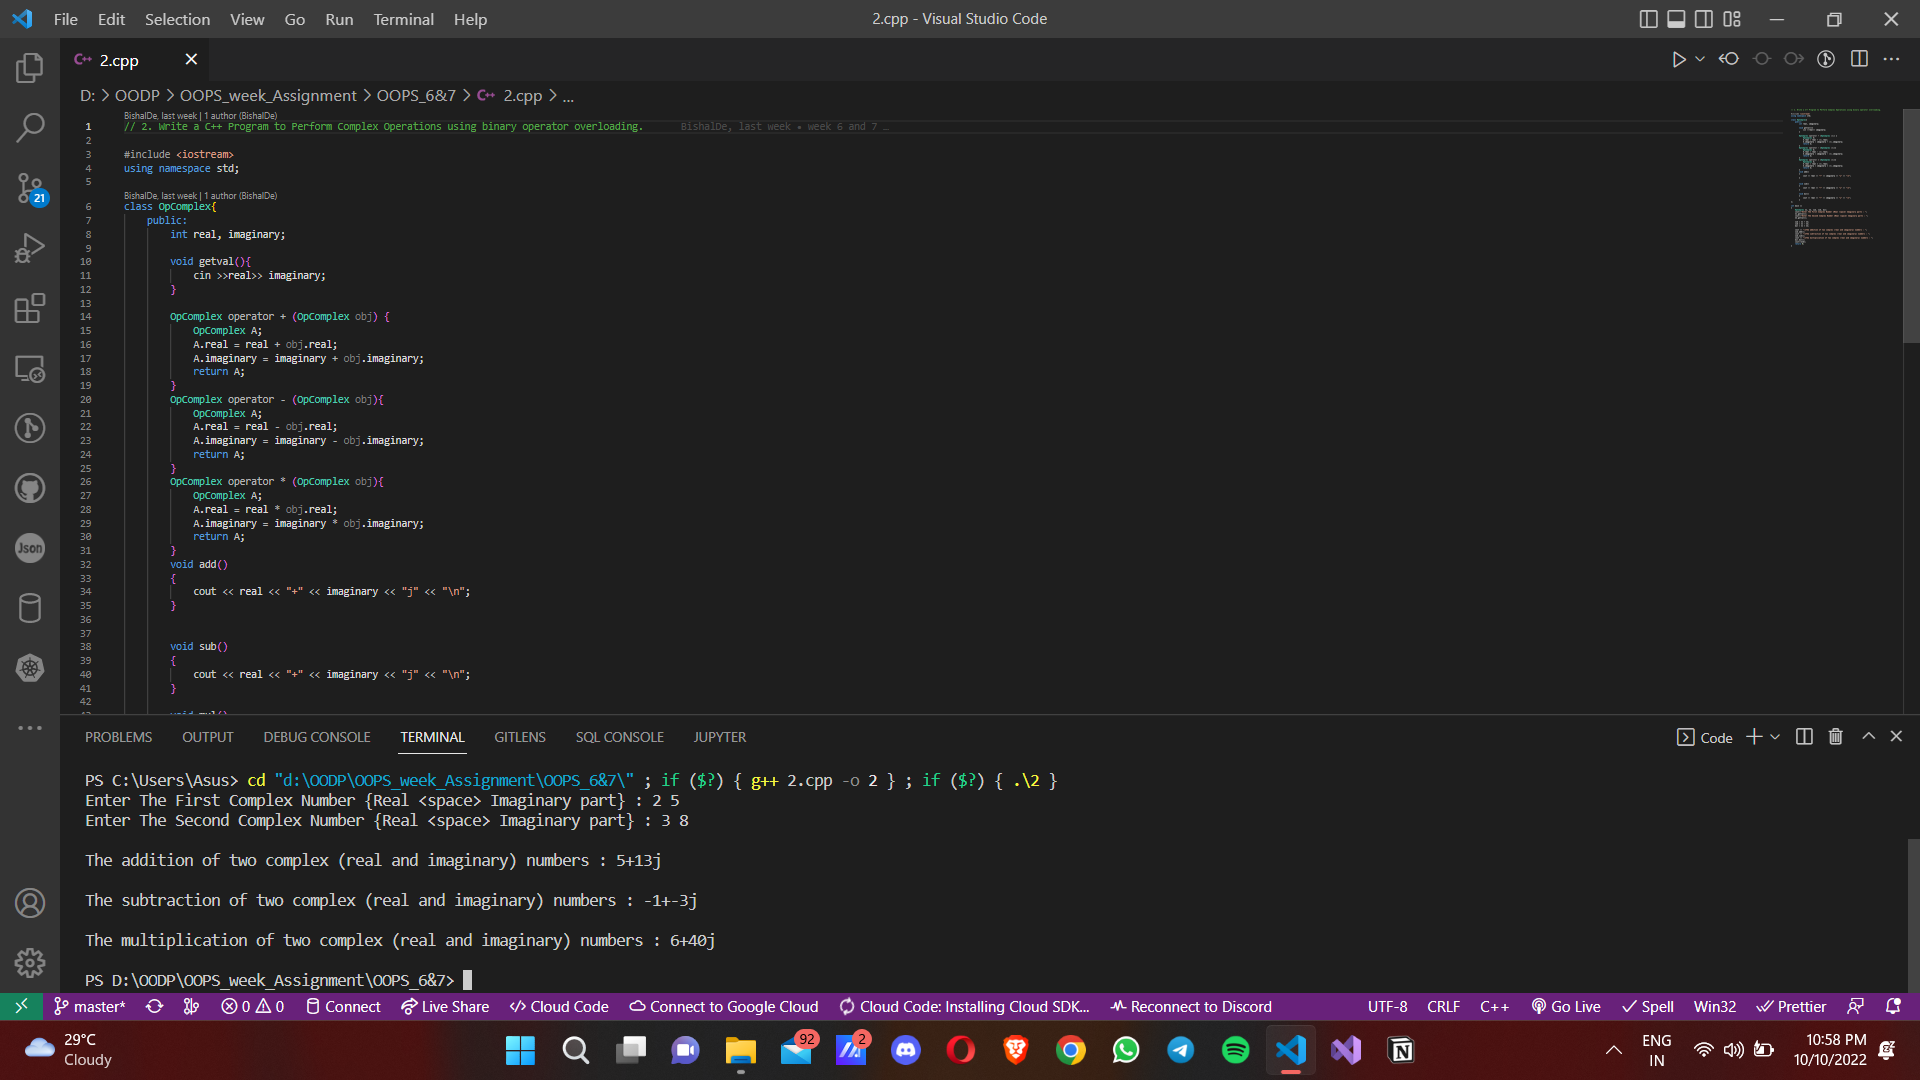 File Edit Selection View Go Run Terminal Help
2.cpp - Visual Studio Code
C++ 2.cpp
D: > OODP > OOPS_week_Assignment > OOPS_6&7 > C++ 2.cpp > ...
BishalDe, last week | 1 author (BishalDe)
1 // 2. Write a C++ Program to Perform Complex Operations using binary operator overloading. BishalDe, last week • week 6 and 7 …
2
3 #include <iostream>
4 using namespace std;
5
BishalDe, last week | 1 author (BishalDe)
6 class OpComplex{
7 public:
8 int real, imaginary;
9
10 void getval(){
11 cin >>real>> imaginary;
12 }
13
14 OpComplex operator + (OpComplex obj) {
15 OpComplex A;
16 A.real = real + obj.real;
17 A.imaginary = imaginary + obj.imaginary;
18 return A;
19 }
20 OpComplex operator - (OpComplex obj){
21 OpComplex A;
22 A.real = real - obj.real;
23 A.imaginary = imaginary - obj.imaginary;
24 return A;
25 }
26 OpComplex operator * (OpComplex obj){
27 OpComplex A;
28 A.real = real * obj.real;
29 A.imaginary = imaginary * obj.imaginary;
30 return A;
31 }
32 void add()
33 {
34 cout << real << "+" << imaginary << "j" << "\n";
35 }
36
37
38 void sub()
39 {
40 cout << real << "+" << imaginary << "j" << "\n";
41 }
42
21
Json
PROBLEMS OUTPUT DEBUG CONSOLE TERMINAL GITLENS SQL CONSOLE JUPYTER
Code
PS C:\Users\Asus> cd "d:\OODP\OOPS_week_Assignment\OOPS_6&7\" ; if ($?) { g++ 2.cpp -o 2 } ; if ($?) { .\2 }
Enter The First Complex Number {Real <space> Imaginary part} : 2 5
Enter The Second Complex Number {Real <space> Imaginary part} : 3 8
The addition of two complex (real and imaginary) numbers : 5+13j
The subtraction of two complex (real and imaginary) numbers : -1+-3j
The multiplication of two complex (real and imaginary) numbers : 6+40j
PS D:\OODP\OOPS_week_Assignment\OOPS_6&7>
master* 0 0 Connect Live Share Cloud Code Connect to Google Cloud Cloud Code: Installing Cloud SDK... Reconnect to Discord UTF-8 CRLF C++ Go Live Spell Win32 Prettier
29°C
Cloudy
92
2
ENG
IN
10:58 PM
10/10/2022